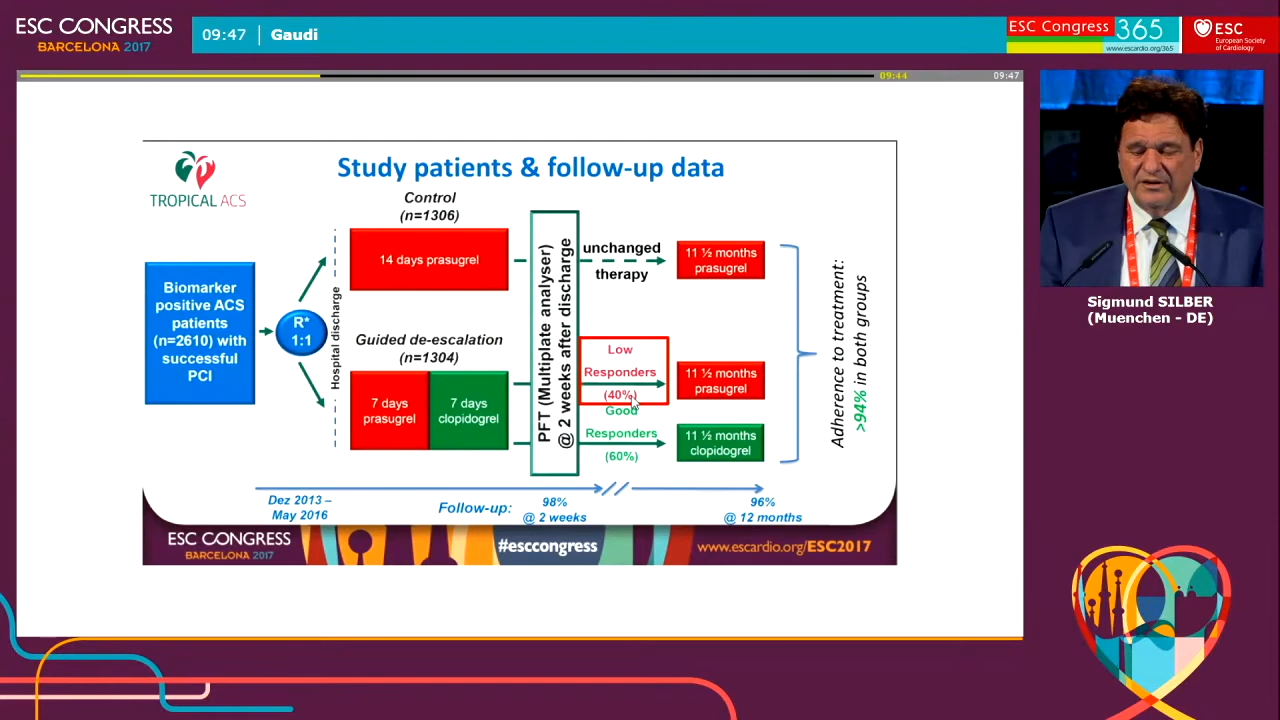 ESC CONGRESS
BARCELONA 2017
09:47
Gaudi
ESC Congress
365
www.escardio.org/365
ESC
European Society
of Cardiology
09:44
09:47
TROPICAL ACS
Study patients & follow-up data
Control
(n=1306)
Biomarker
positive ACS
patients
(n=2610) with
successful
PCI
R*
1:1
Hospital discharge
14 days prasugrel
Guided de-escalation
(n=1304)
7 days
prasugrel
7 days
clopidogrel
PFT (Multiplate analyser)
@ 2 weeks after discharge
unchanged
therapy
Low
Responders
(40%)
Good
Responders
(60%)
11 ½ months
prasugrel
11 ½ months
prasugrel
11 ½ months
clopidogrel
Adherence to treatment:
>94% in both groups
Dez 2013 –
May 2016
Follow-up:
98%
@ 2 weeks
96%
@ 12 months
ESC CONGRESS
BARCELONA 2017
#esccongress
www.escardio.org/ESC2017
Sigmund SILBER
(Muenchen - DE)